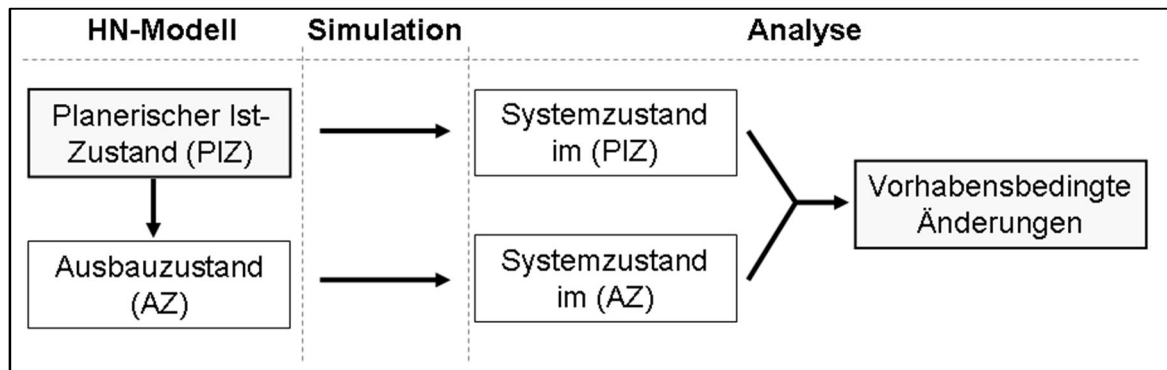 HN-Modell
Simulation
Analyse
Planerischer Ist-
Zustand (PIZ)
Systemzustand
im (PIZ)
Vorhabensbedingte
Änderungen
Ausbauzustand
(AZ)
Systemzustand
im (AZ)